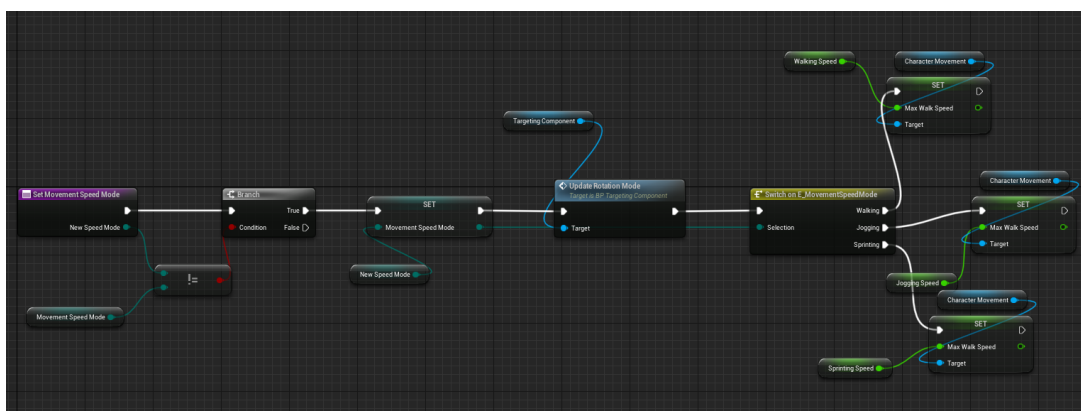 Set Movement Speed Mode
New Speed Mode
!=
Movement Speed Mode
Branch
True
Condition
False
SET
Movement Speed Mode
New Speed Mode
Targeting Component
Update Rotation Mode
Target is BP Targeting Component
Target
Switch on E_MovementSpeedMode
Walking
Selection
Jogging
Sprinting
Walking Speed
Character Movement
SET
Max Walk Speed
Target
Character Movement
SET
Max Walk Speed
Target
Jogging Speed
Character Movement
SET
Max Walk Speed
Target
Sprinting Speed